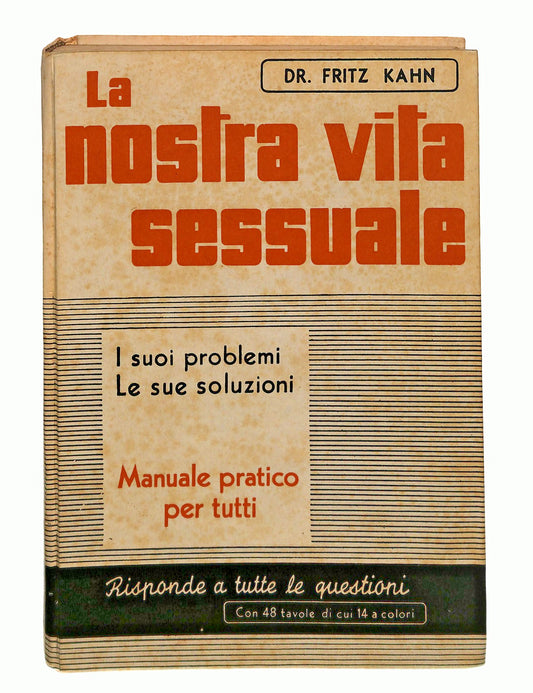 DR. FRITZ KAHN
La
nostra vita
sessuale
I suoi problemi
Le sue soluzioni
Manuale pratico
per tutti
Risponde a tutte le questioni
Con 48 tavole di cui 14 a colori